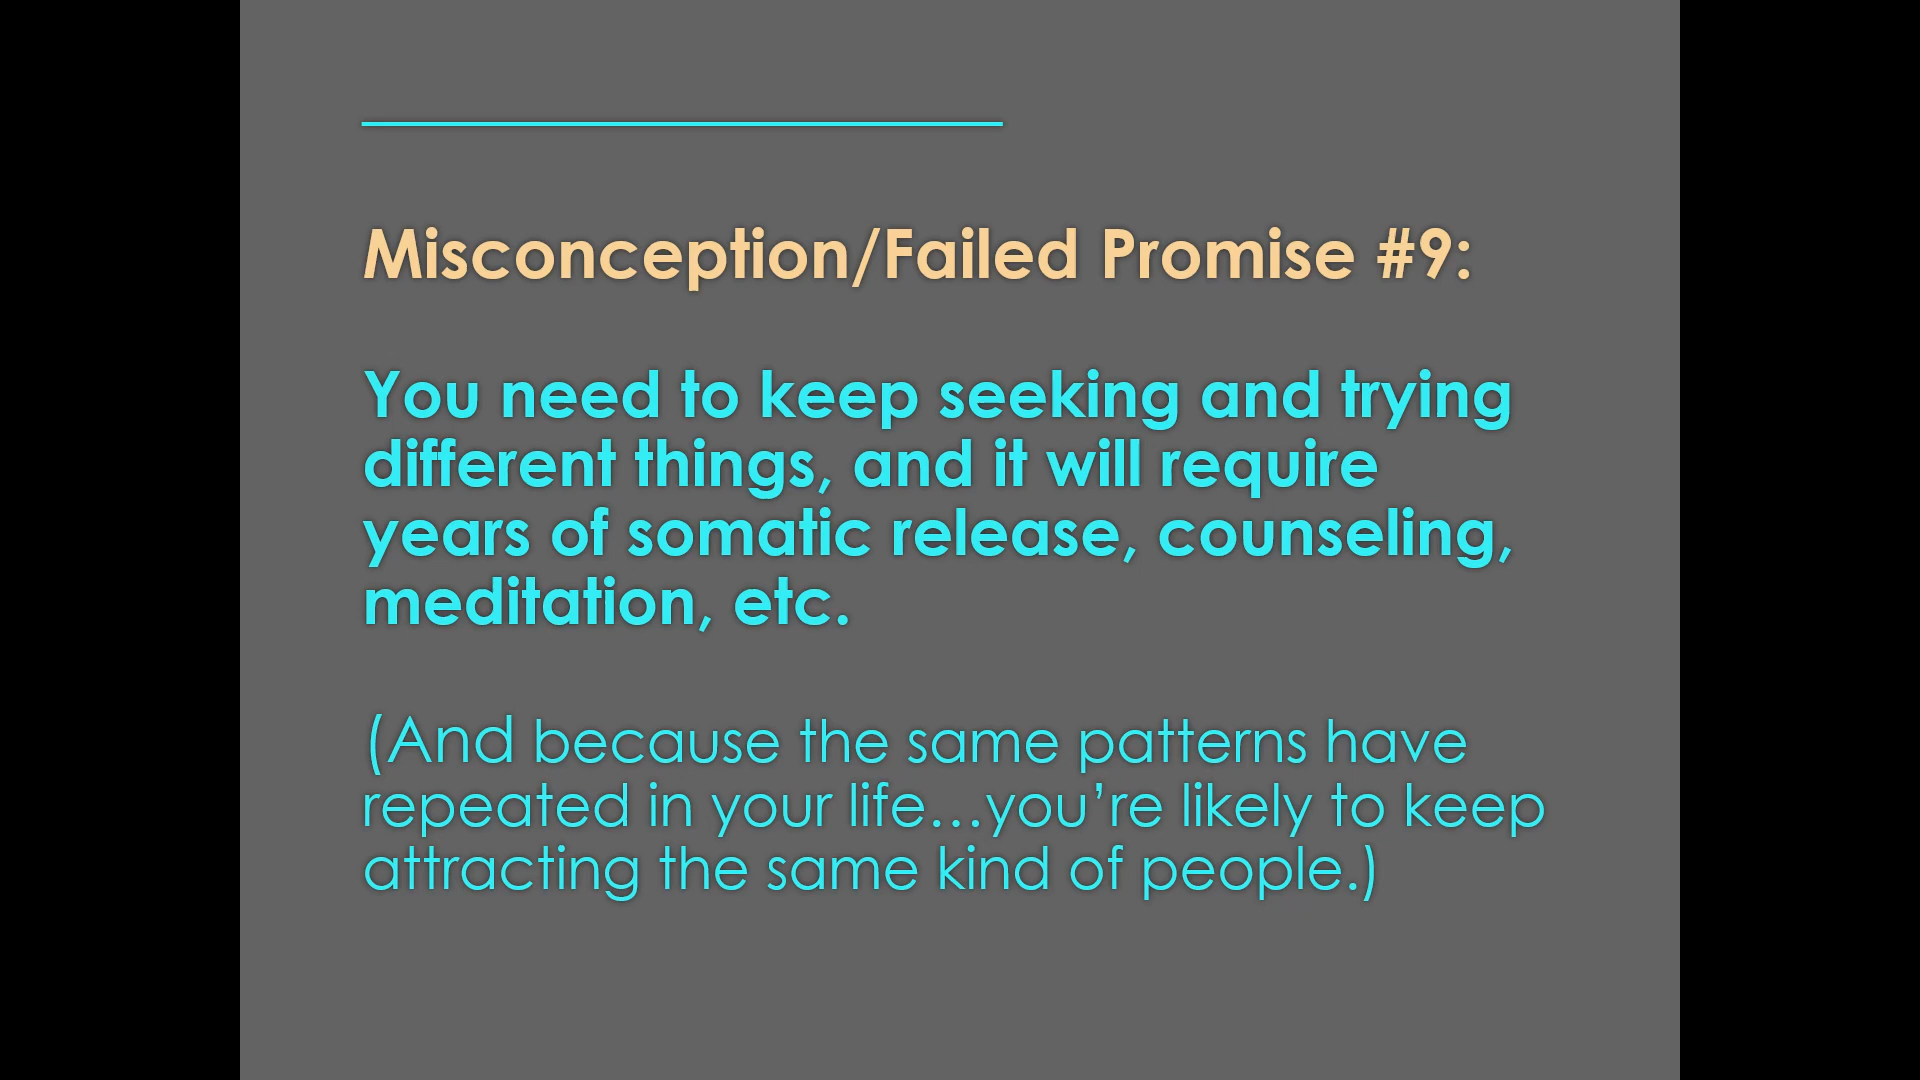 Misconception/Failed Promise #9:
You need to keep seeking and trying
different things, and it will require
years of somatic release, counseling,
meditation, etc.
(And because the same patterns have
repeated in your life…you’re likely to keep
attracting the same kind of people.)